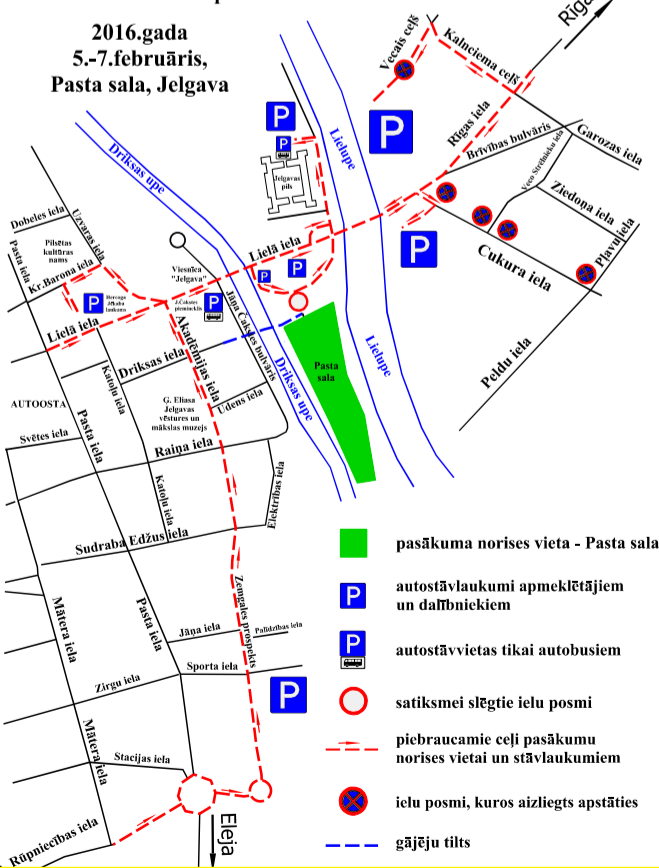 2016.gada
5.-7.februāris,
Pasta sala, Jelgava
Rīga
Vecais ceļš
Kalnciema ceļš
Rīgas iela
Brīvības bulvāris
Garozas iela
Veco Strēlnieku iela
Ziedoņa iela
Pļavu iela
Cukura iela
Peldu iela
P
P
P
P
Jelgavas
pils
Lielupe
Driksas upe
Lielā iela
P
P
Dobeles iela
Uzvaras iela
Pasta iela
Pilsētas
kultūras
nams
Kr.Barona iela
Viesnīca
"Jelgava"
P
Hercoga
Jēkaba
laukums
J.Čakstes
piemineklis
P
Jāņa Čakstes bulvāris
Lielā iela
Akadēmijas iela
Driksas iela
Driksas upe
Pasta
sala
Lielupe
Katoļu iela
AUTOOSTA
Ūdens iela
G. Eliasa
Jelgavas
vēstures un
mākslas muzejs
Svētes iela
Pasta iela
Raiņa iela
Katoļu iela
Elektrības iela
Sudraba Edžus iela
Mātera iela
Pasta iela
Zemgales prospekts
Jāņa iela
Palīdzības iela
Sporta iela
Zirgu iela
P
Mātera iela
Stacijas iela
Rūpniecības iela
Eleja
pasākuma norises vieta - Pasta sala
P
autostāvlaukumi apmeklētājiem
un dalībniekiem
P
autostāvvietas tikai autobusiem
satiksmei slēgtie ielu posmi
piebraucamie ceļi pasākumu
norises vietai un stāvlaukumiem
ielu posmi, kuros aizliegts apstāties
gājēju tilts